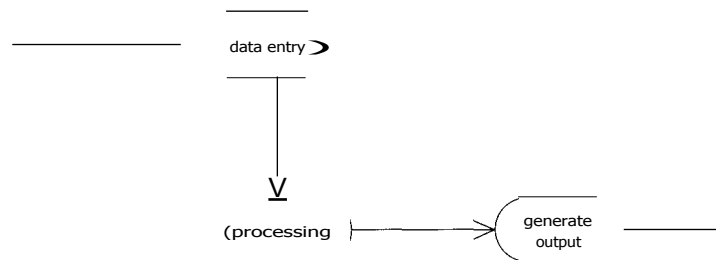 data entry
V
(processing
generate
output